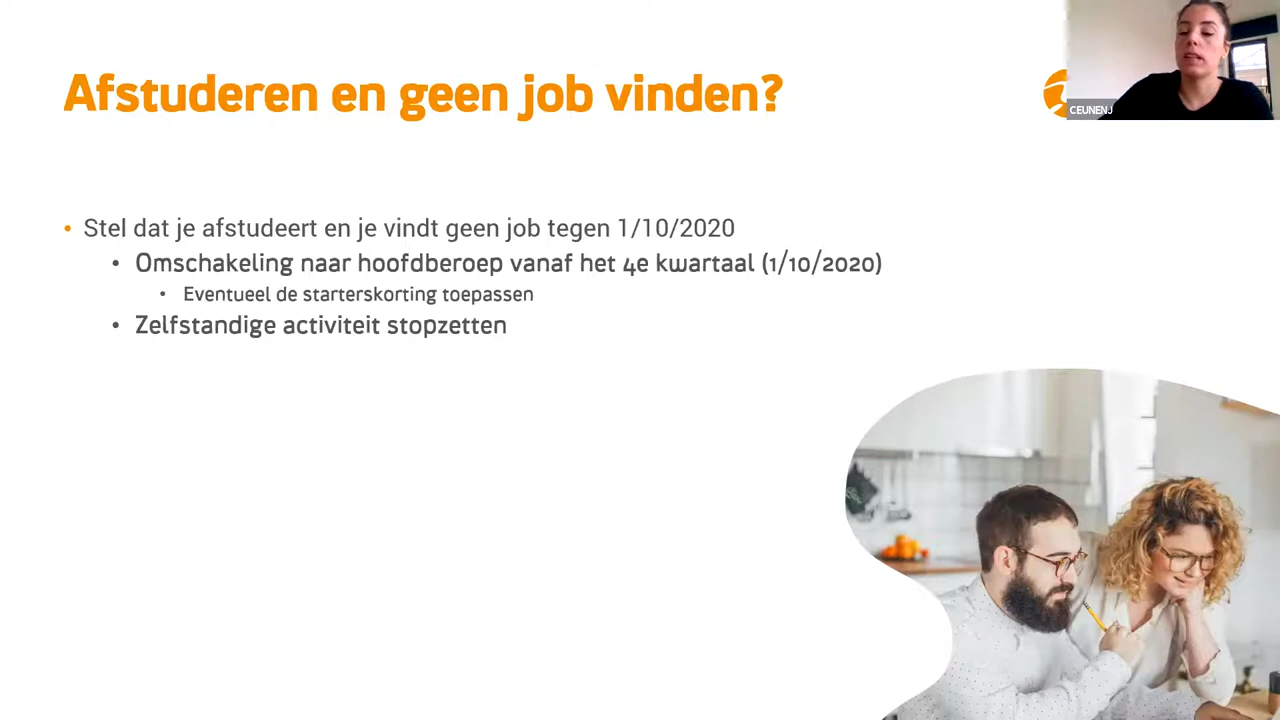 Afstuderen en geen job vinden?
CEUNENJ
• Stel dat je afstudeert en je vindt geen job tegen 1/10/2020
• Omschakeling naar hoofdberoep vanaf het 4e kwartaal (1/10/2020)
• Eventueel de starterskorting toepassen
• Zelfstandige activiteit stopzetten